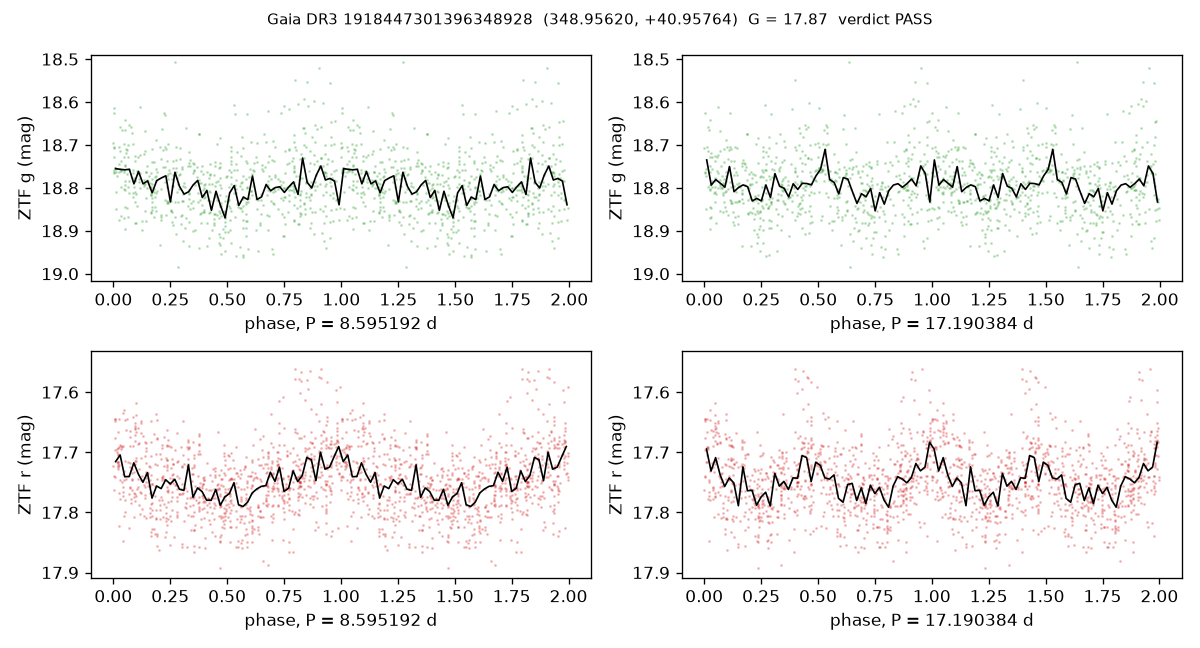 Gaia DR3 1918447301396348928  (348.95620, +40.95764)  G = 17.87  verdict PASS
18.5
18.6
18.7
18.8
18.9
19.0
ZTF g (mag)
0.00 0.25 0.50 0.75 1.00 1.25 1.50 1.75 2.00
phase, P = 8.595192 d
18.5
18.6
18.7
18.8
18.9
19.0
ZTF g (mag)
0.00 0.25 0.50 0.75 1.00 1.25 1.50 1.75 2.00
phase, P = 17.190384 d
17.6
17.7
17.8
17.9
ZTF r (mag)
0.00 0.25 0.50 0.75 1.00 1.25 1.50 1.75 2.00
phase, P = 8.595192 d
17.6
17.7
17.8
17.9
ZTF r (mag)
0.00 0.25 0.50 0.75 1.00 1.25 1.50 1.75 2.00
phase, P = 17.190384 d